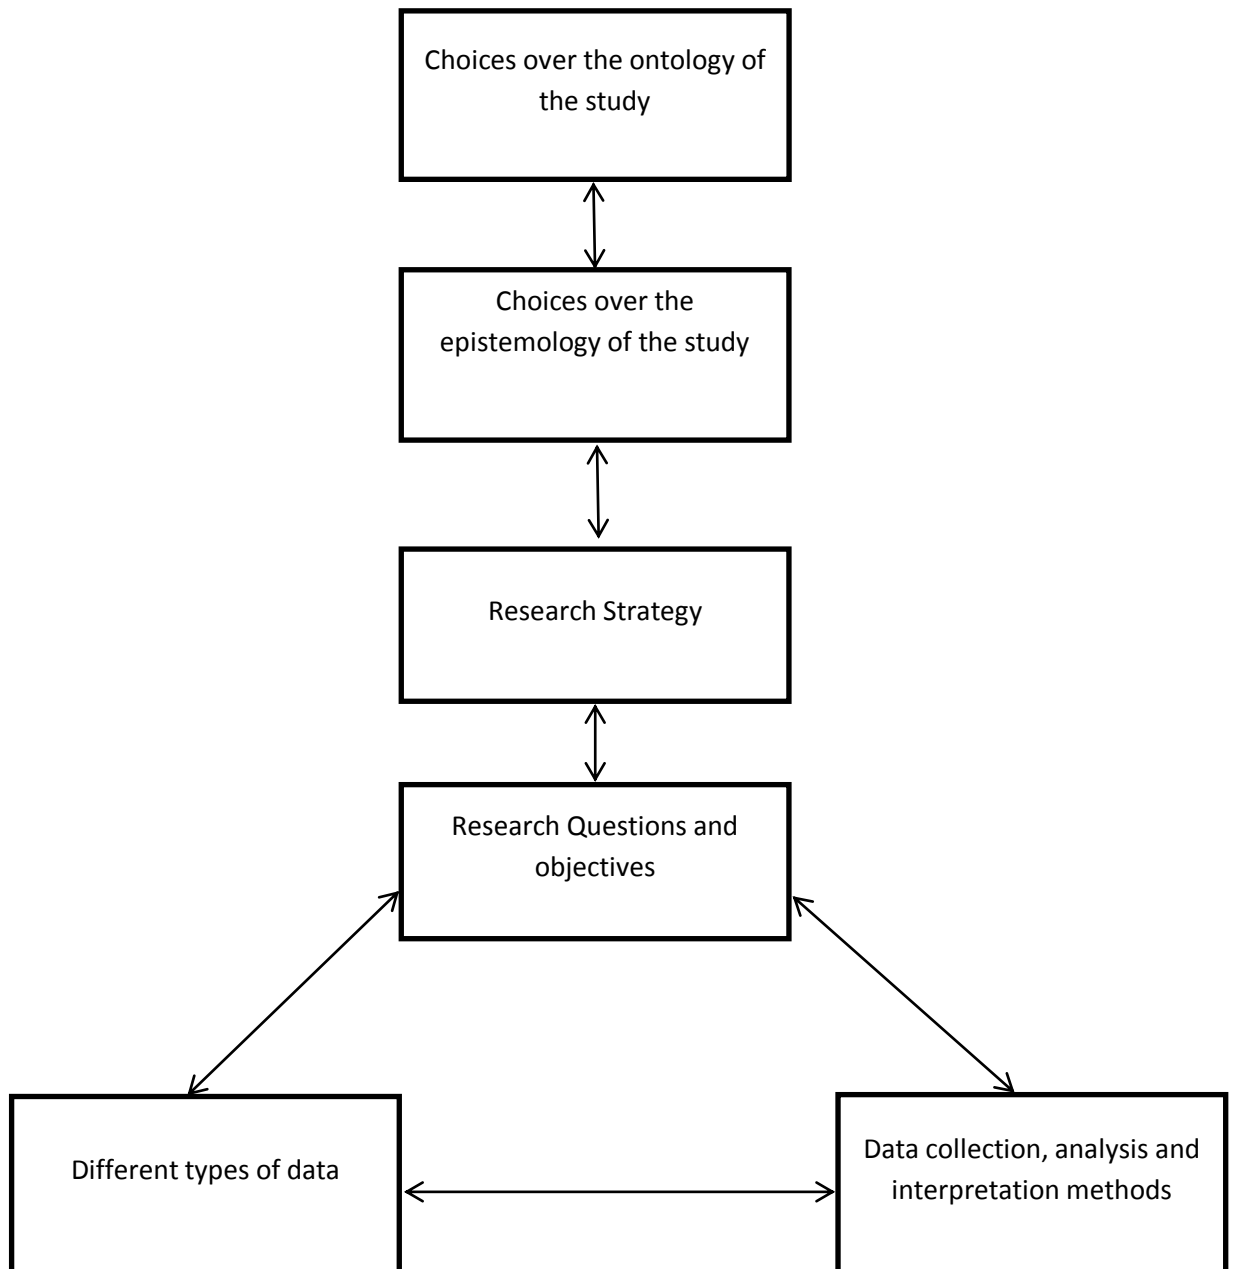 Choices over the ontology of
the study
Choices over the
epistemology of the study
Research Strategy
Research Questions and
objectives
Different types of data
Data collection, analysis and
interpretation methods